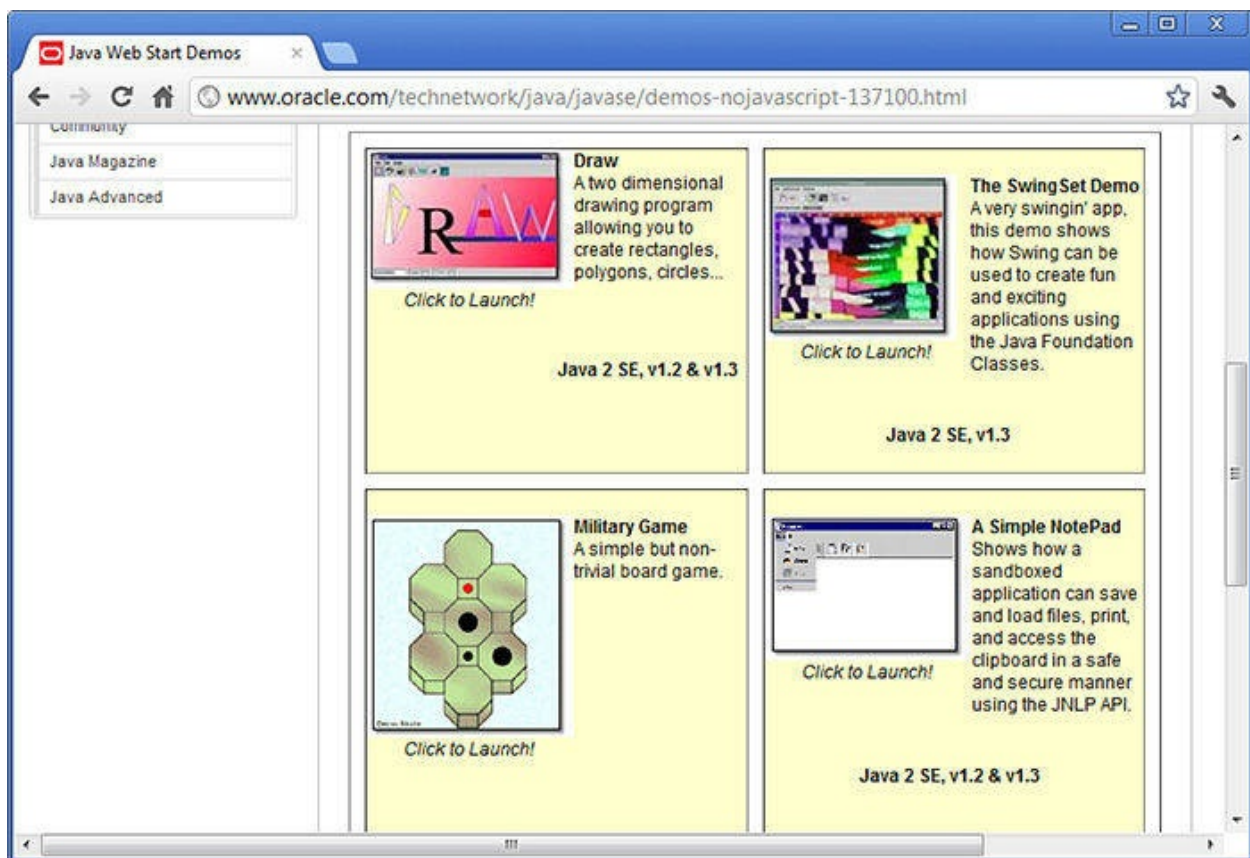 Java Web Start Demos
www.oracle.com/technetwork/java/javase/demos-nojavascript-137100.html
Community
Java Magazine
Java Advanced
DRAW
Click to Launch!
Draw
A two dimensional
drawing program
allowing you to
create rectangles,
polygons, circles...
Java 2 SE, v1.2 & v1.3
Click to Launch!
The SwingSet Demo
A very swingin' app,
this demo shows
how Swing can be
used to create fun
and exciting
applications using
the Java Foundation
Classes.
Java 2 SE, v1.3
Click to Launch!
Military Game
A simple but non-
trivial board game.
Click to Launch!
A Simple NotePad
Shows how a
sandboxed
application can save
and load files, print,
and access the
clipboard in a safe
and secure manner
using the JNLP API.
Java 2 SE, v1.2 & v1.3